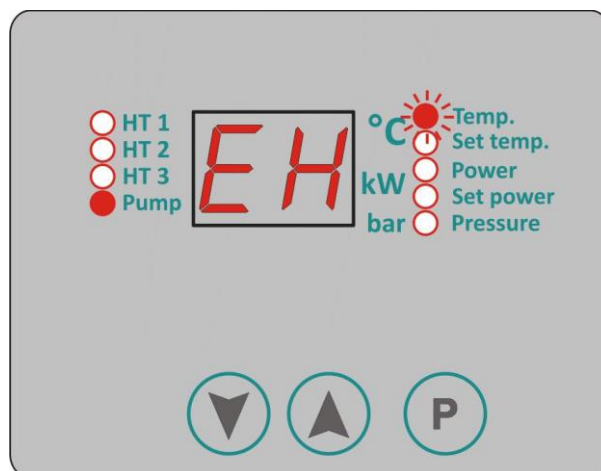 HT 1
HT 2
HT 3
Pump
EH
°C
kW
bar
Temp.
Set temp.
Power
Set power
Pressure
P